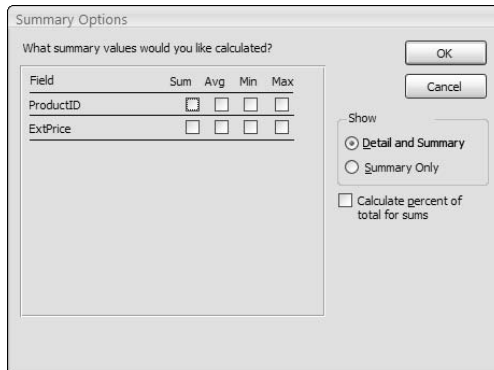 Summary Options
What summary values would you like calculated?
Field Sum Avg Min Max
ProductID
ExtPrice
OK
Cancel
Show
Detail and Summary
Summary Only
Calculate percent of
total for sums